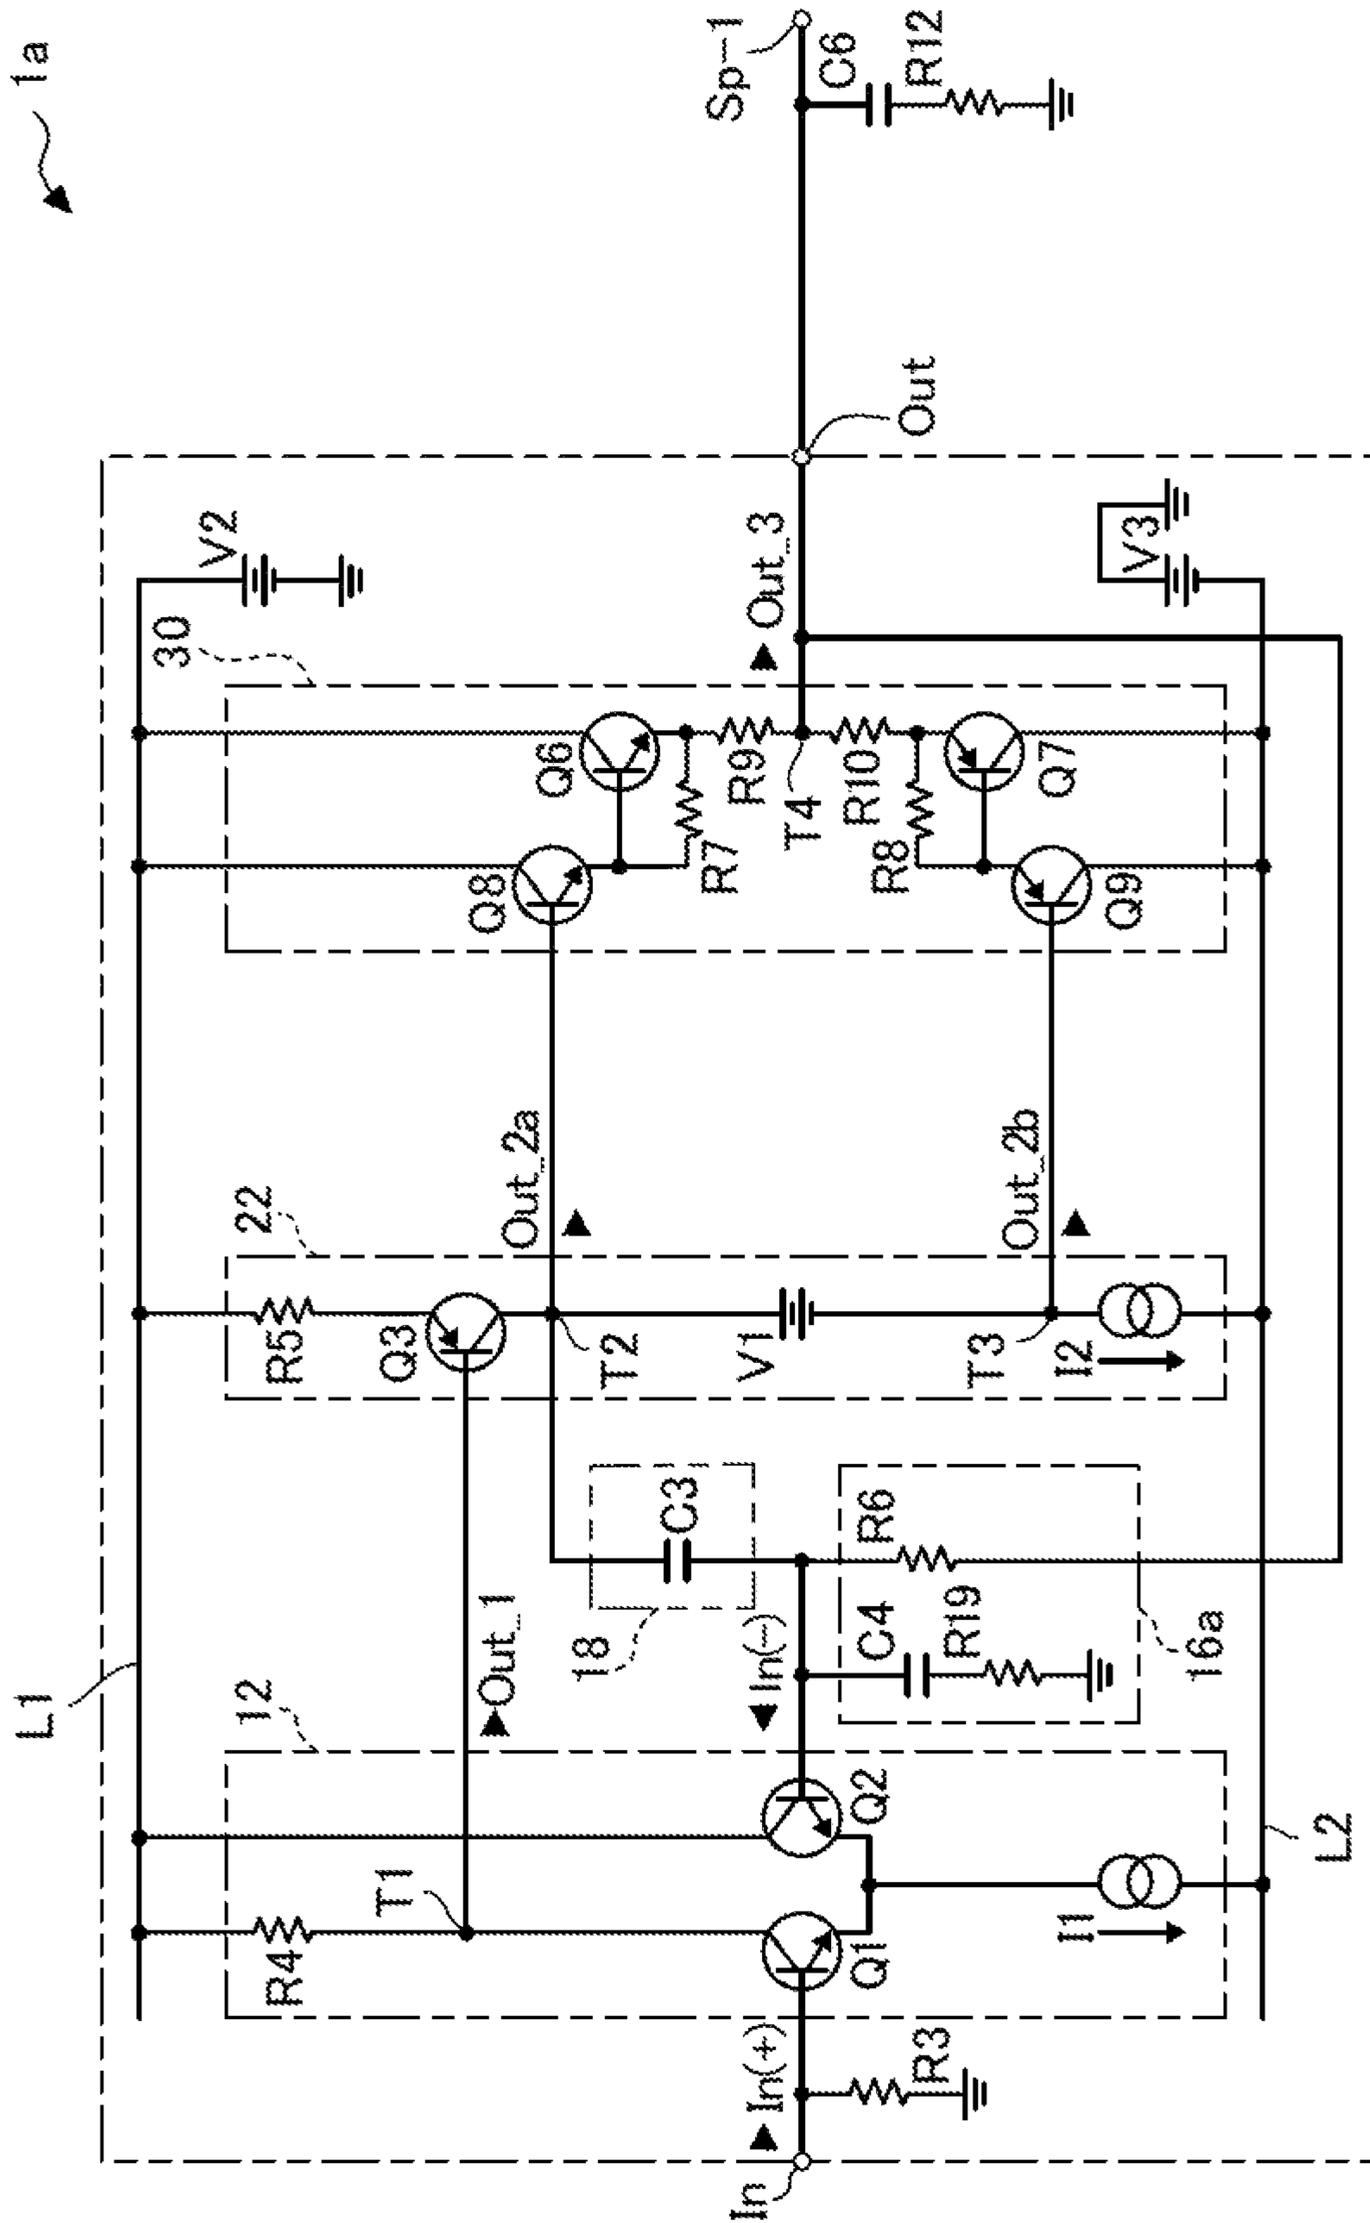 1a
L1
12
R4
T1
Out_1
In
In(+)
R3
Q1
Q2
I1
L2
In(-)
18
C3
C4
R19
R6
16a
22
R5
Q3
T2
V1
T3
I2
Out_2a
Out_2b
30
Q8
Q6
R7
R9
T4
R10
R8
Q7
Q9
V2
V3
Out_3
Out
Sp-1
C6
R12